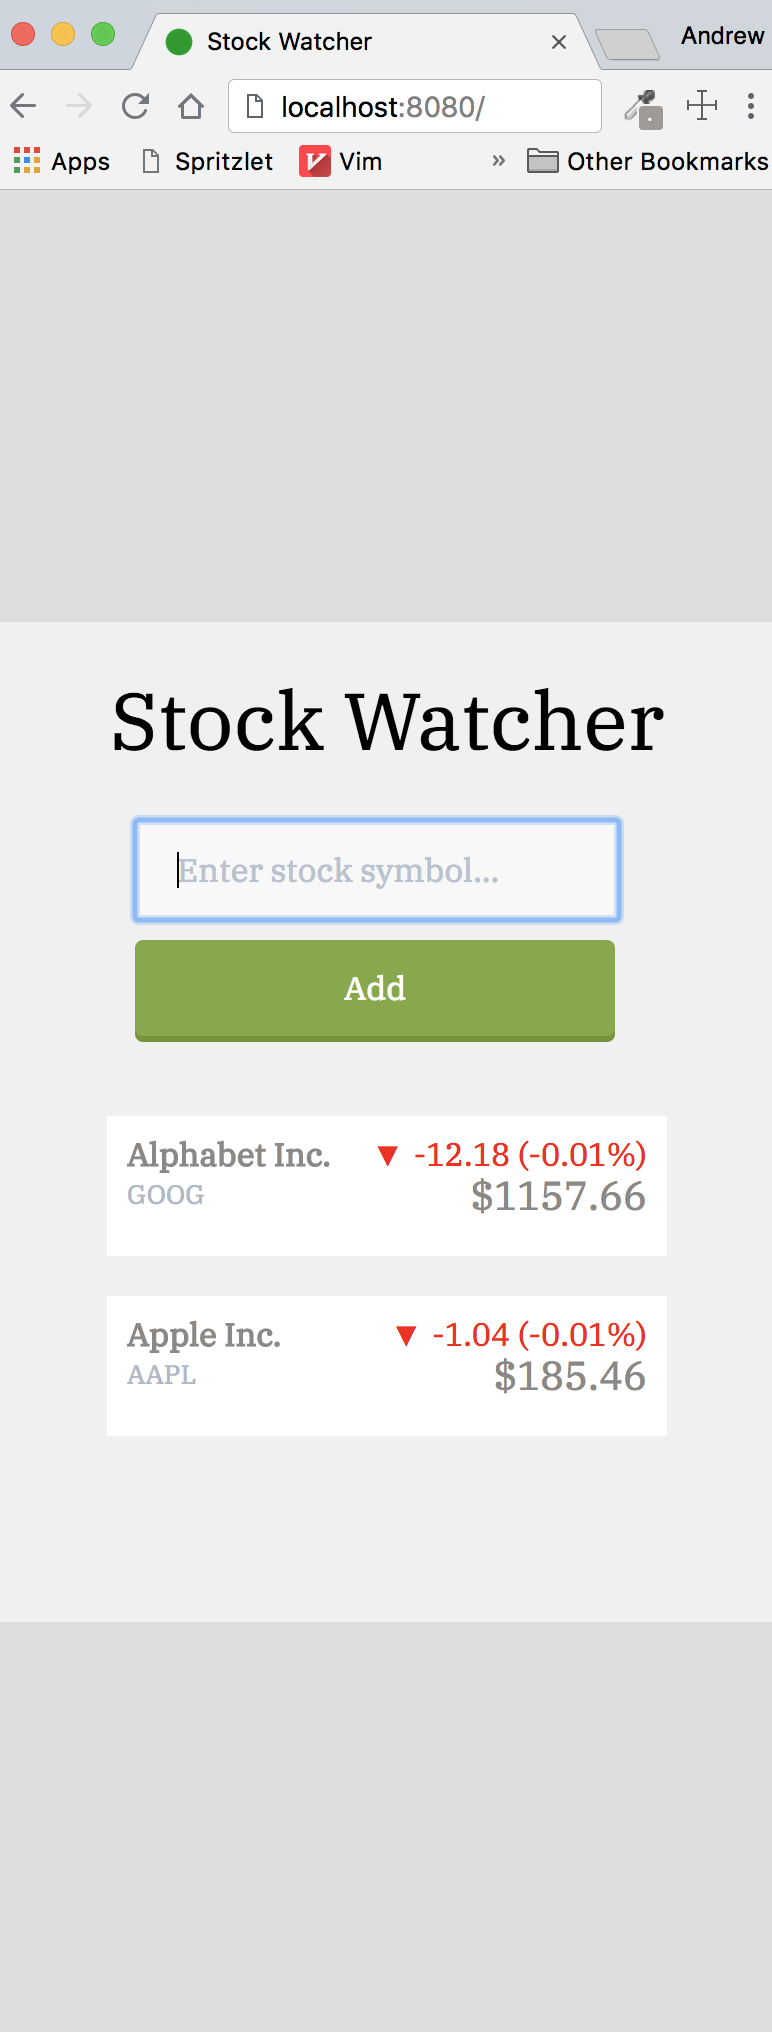 Stock Watcher
Andrew
localhost:8080/
Apps Spritzlet Vim » Other Bookmarks
Stock Watcher
Enter stock symbol...
Add
Alphabet Inc. ▼ -12.18 (-0.01%)
GOOG $1157.66
Apple Inc. ▼ -1.04 (-0.01%)
AAPL $185.46